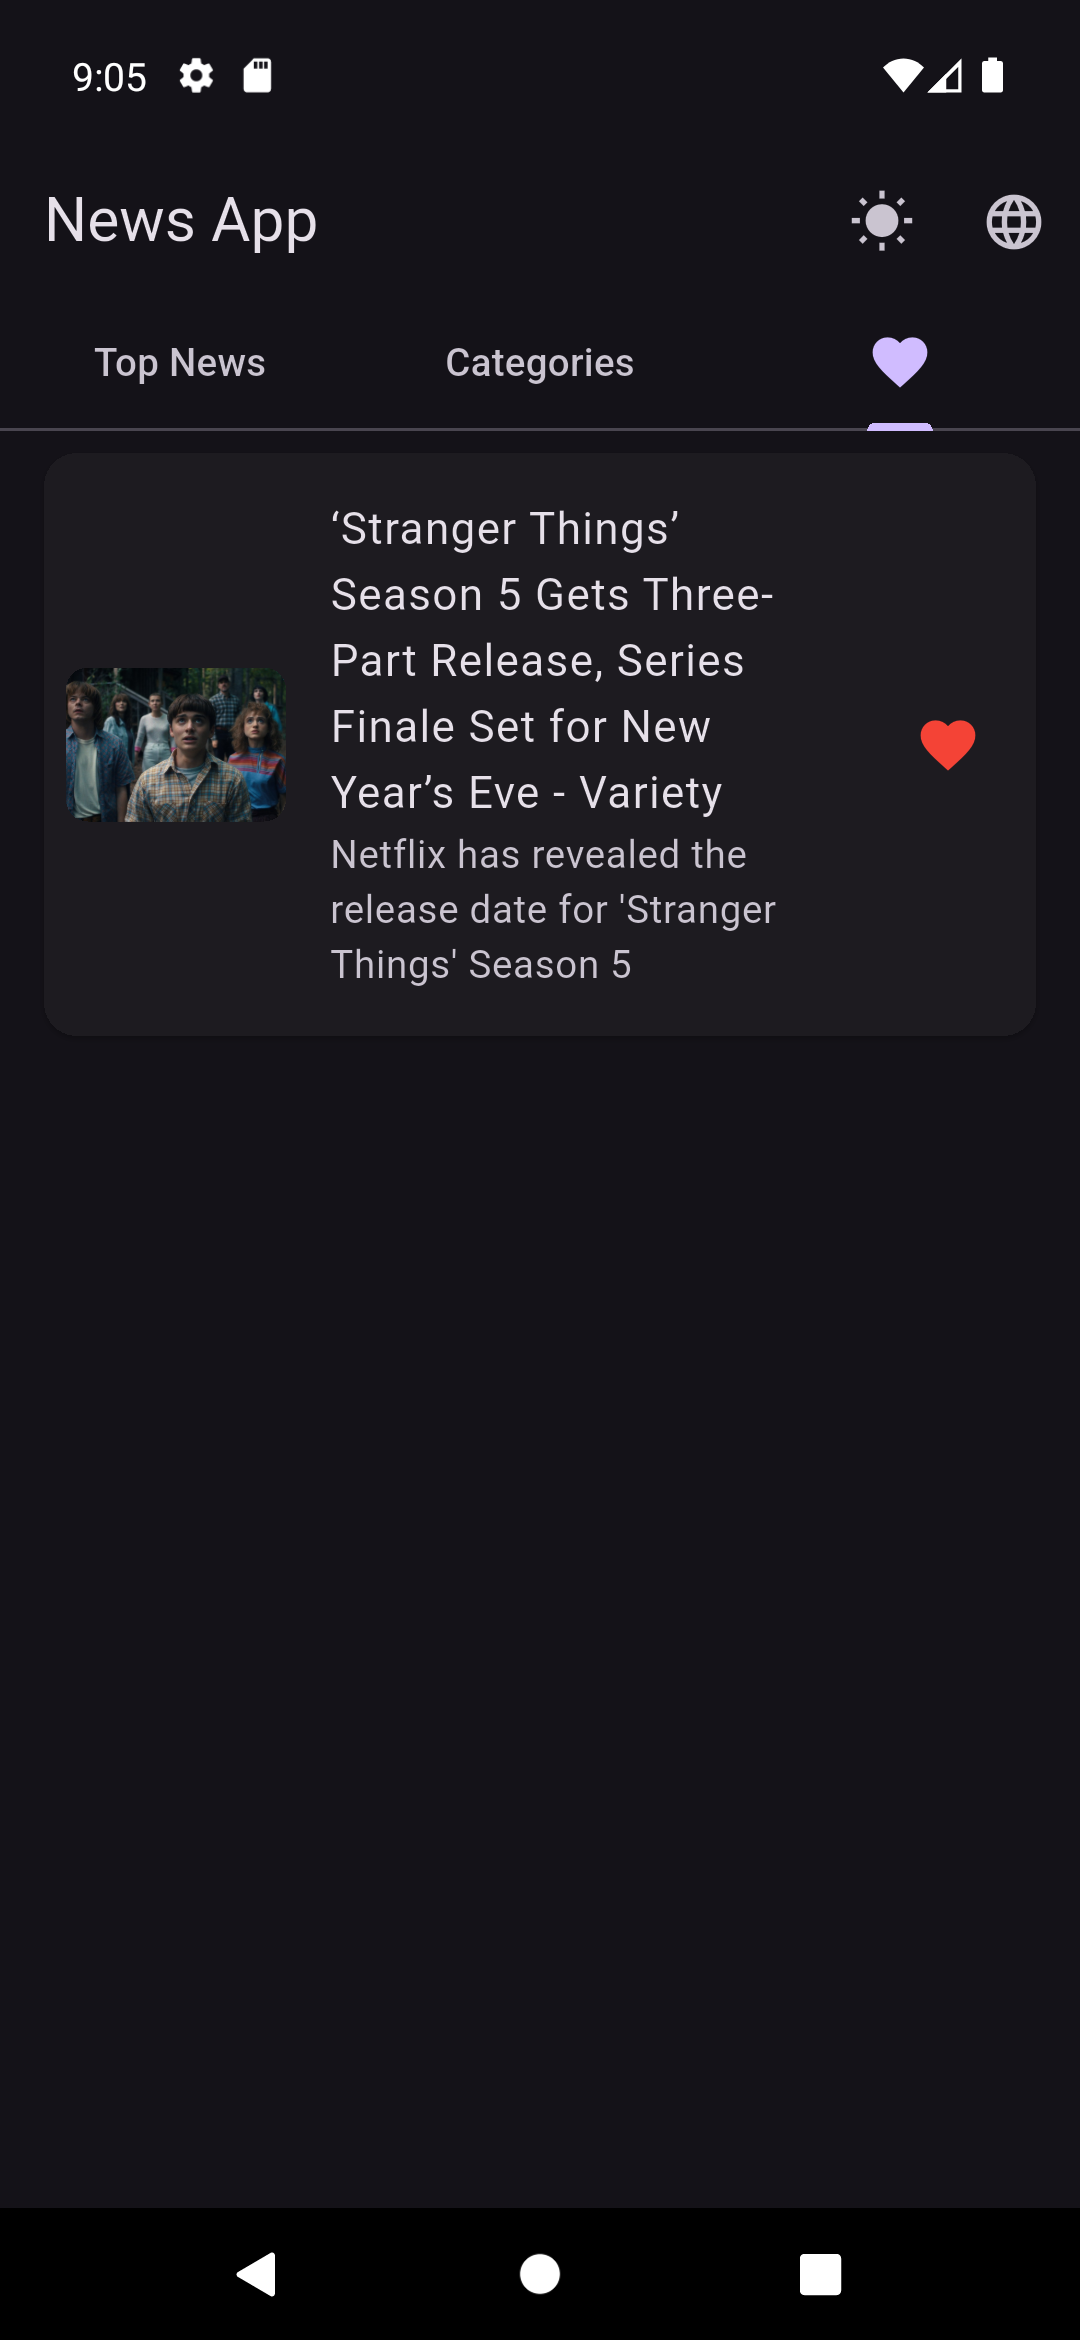 9:05
News App
Top News
Categories
‘Stranger Things’
Season 5 Gets Three-
Part Release, Series
Finale Set for New
Year’s Eve - Variety
Netflix has revealed the
release date for 'Stranger
Things' Season 5